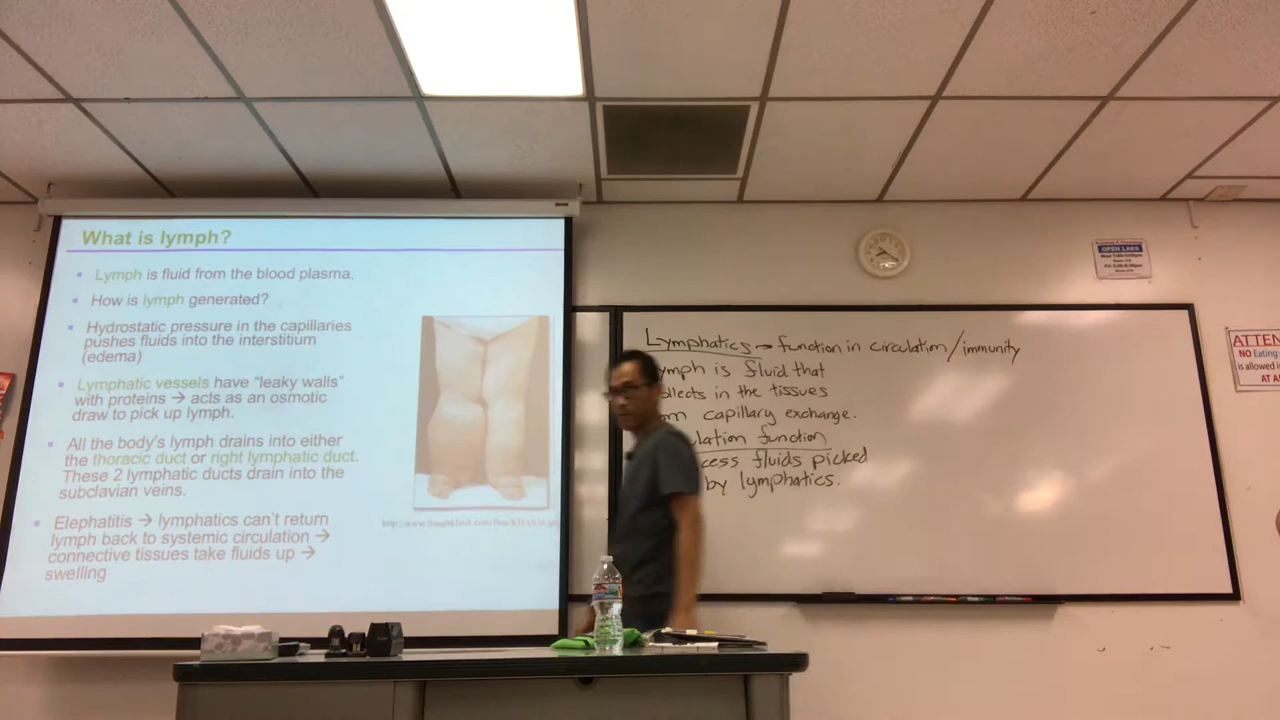 What is lymph?
Lymph is fluid from the blood plasma.
How is lymph generated?
Hydrostatic pressure in the capillaries
pushes fluids into the interstitium
(edema)
Lymphatic vessels have "leaky walls"
with proteins → acts as an osmotic
draw to pick up lymph.
All the body's lymph drains into either
the thoracic duct or right lymphatic duct.
These 2 lymphatic ducts drain into the
subclavian veins.
Elephatitis → lymphatics can't return
lymph back to systemic circulation →
connective tissues take fluids up →
swelling
Lymphatics → function in circulation/immunity
ymph is fluid that
llects in the tissues
om capillary exchange.
ulation function
cess fluids picked
by lymphatics.
OPEN LABS
ATTEN
NO Eating
is allowed i
AT A